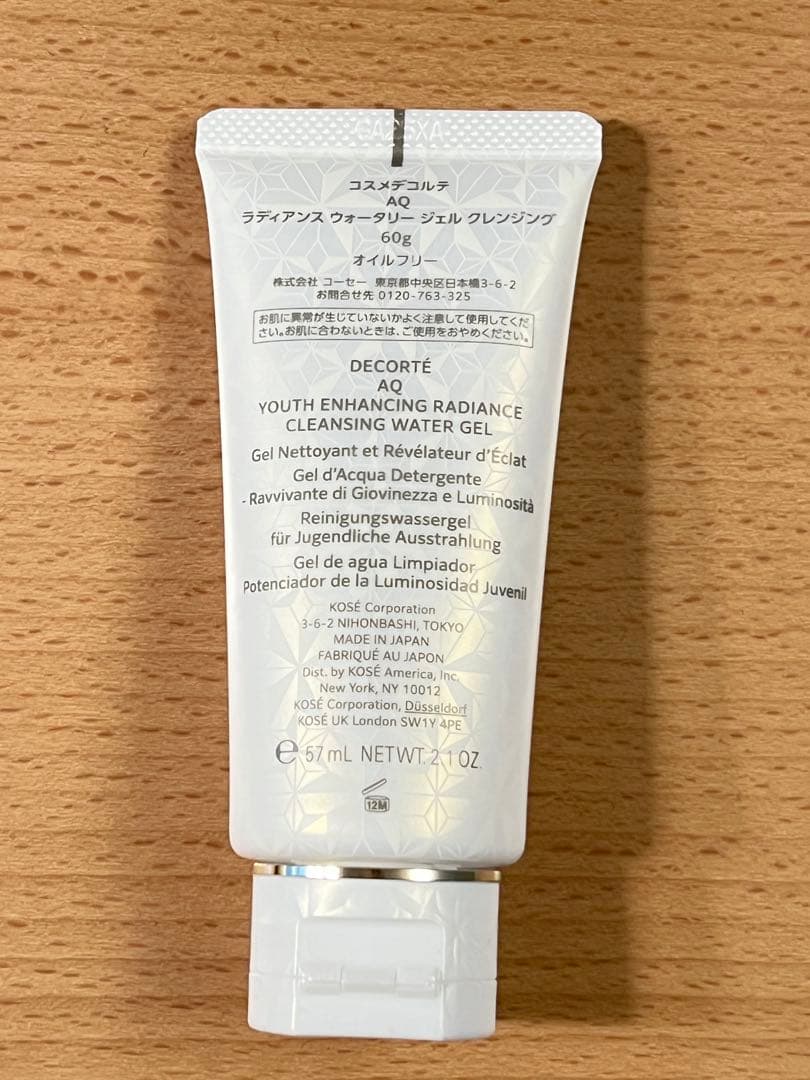 コスメデコルテ
AQ
ラディアンス ウォータリー ジェル クレンジング
60g
オイルフリー
株式会社 コーセー 東京都中央区日本橋3-6-2
お問合せ先 0120-763-325
お肌に異常が生じていないかよく注意して使用してくだ
さい。お肌に合わないときは、ご使用をおやめください。
DECORTÉ
AQ
YOUTH ENHANCING RADIANCE
CLEANSING WATER GEL
Gel Nettoyant et Révélateur d'Éclat
Gel d'Acqua Detergente
- Ravvivante di Giovinezza e Luminosità
Reinigungswassergel
für Jugendliche Ausstrahlung
Gel de agua Limpiador
Potenciador de la Luminosidad Juvenil
KOSÉ Corporation
3-6-2 NIHONBASHI, TOKYO
MADE IN JAPAN
FABRIQUÉ AU JAPON
Dist. by KOSÉ America, Inc.
New York, NY 10012
KOSÉ Corporation, Düsseldorf
KOSÉ UK London SW1Y 4PE
e 57mL NETWT. 2.1 OZ.
12M